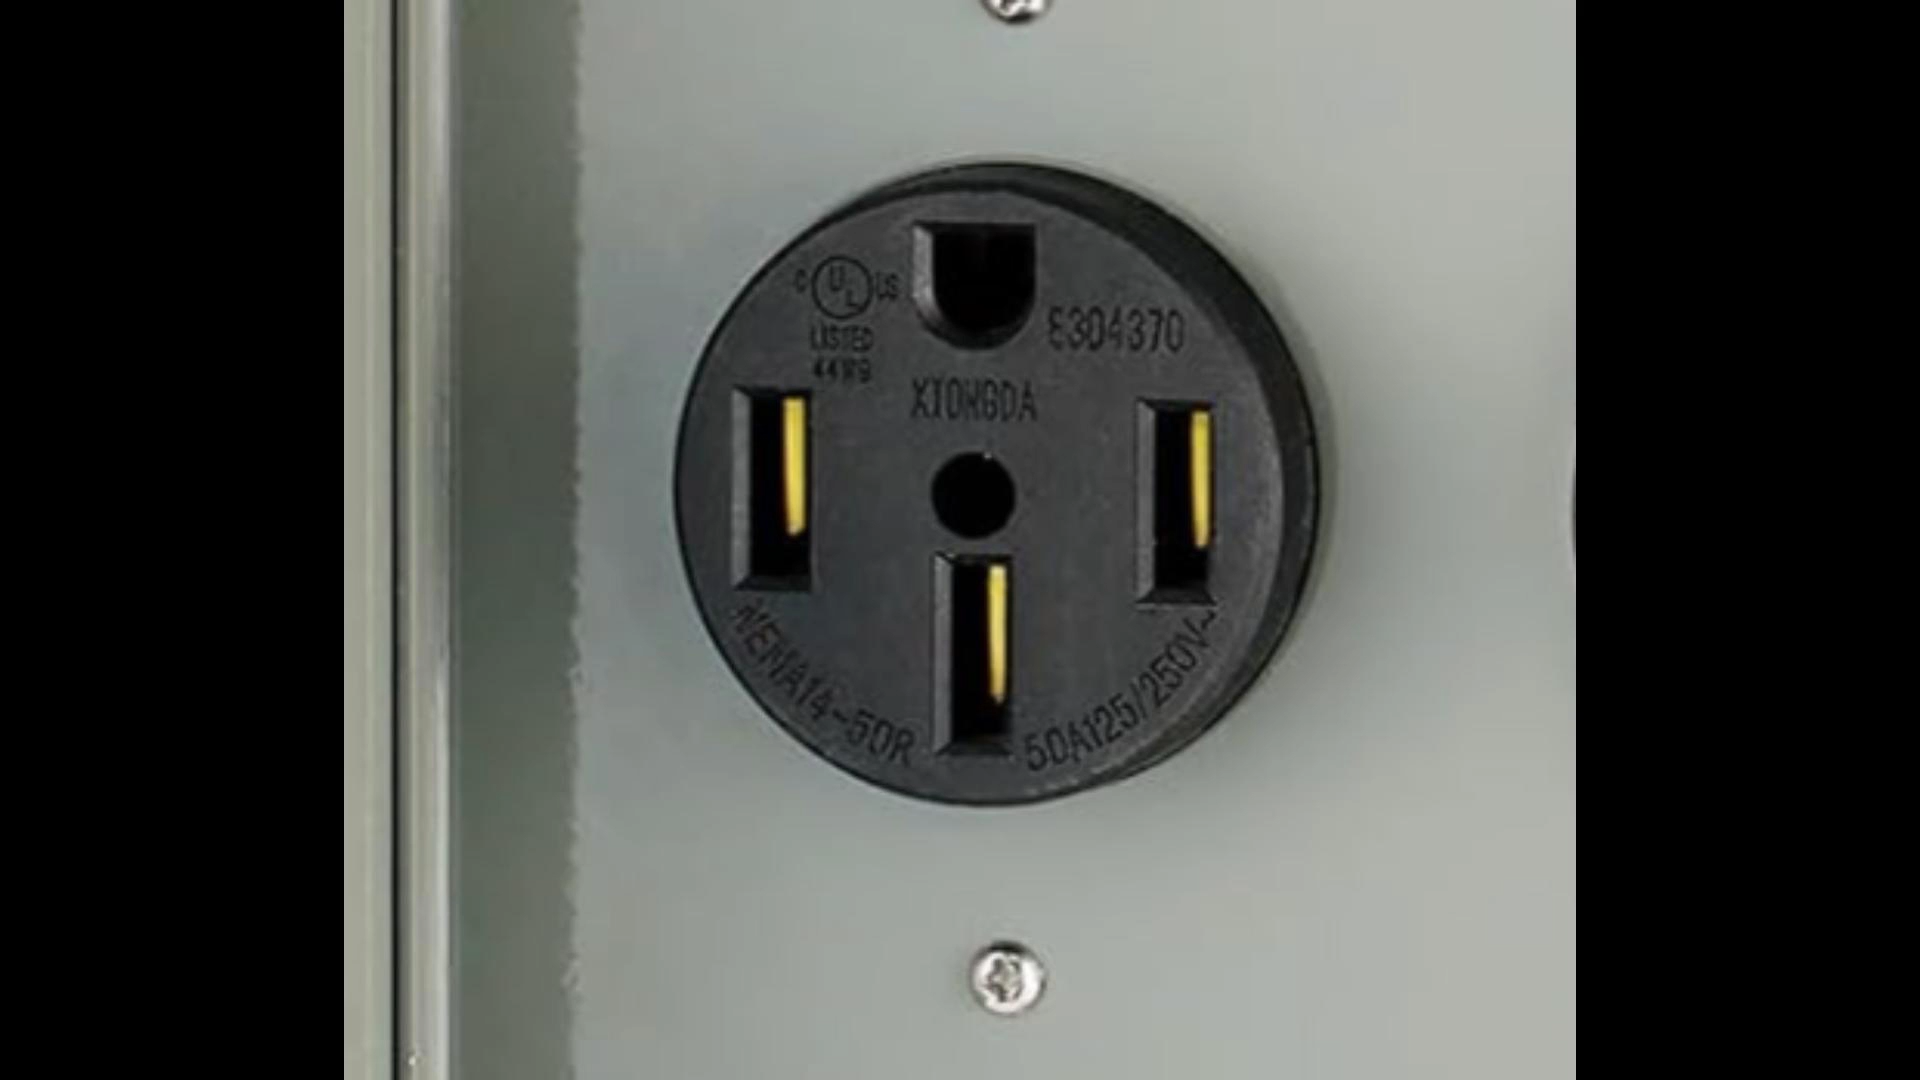 C UL US
LISTED
E304370
XIONGDA
NEMA14-50R
50A125/250V~